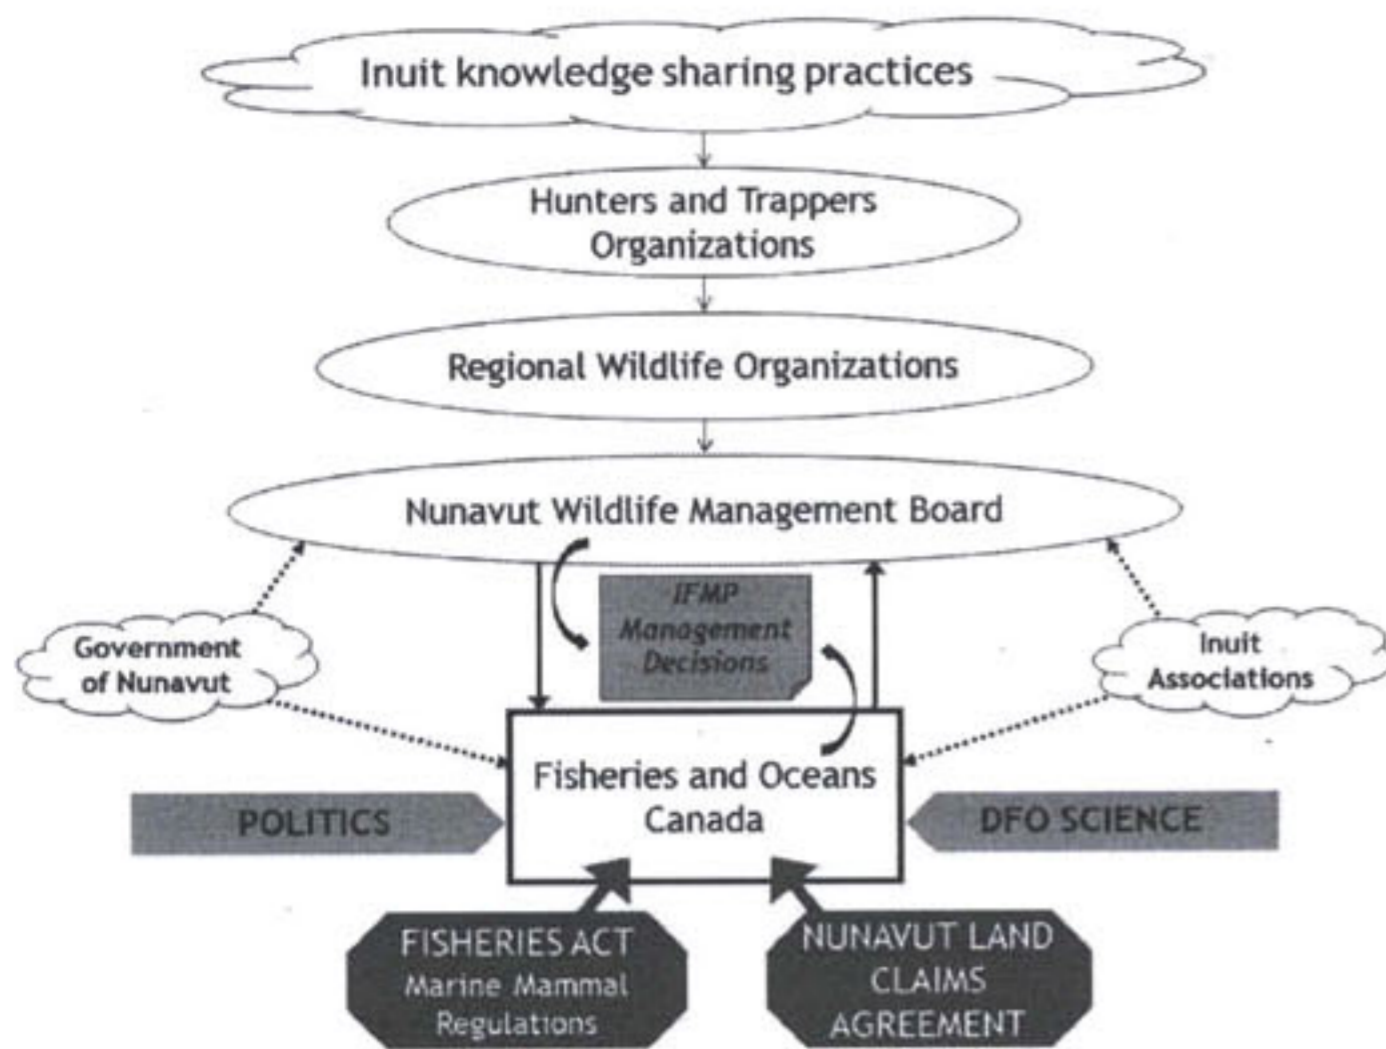 Inuit knowledge sharing practices
Hunters and Trappers
Organizations
Regional Wildlife Organizations
Nunavut Wildlife Management Board
IFMP
Management
Decisions
Government
of Nunavut
Inuit
Associations
Fisheries and Oceans
Canada
POLITICS
DFO SCIENCE
FISHERIES ACT
Marine Mammal
Regulations
NUNAVUT LAND
CLAIMS
AGREEMENT